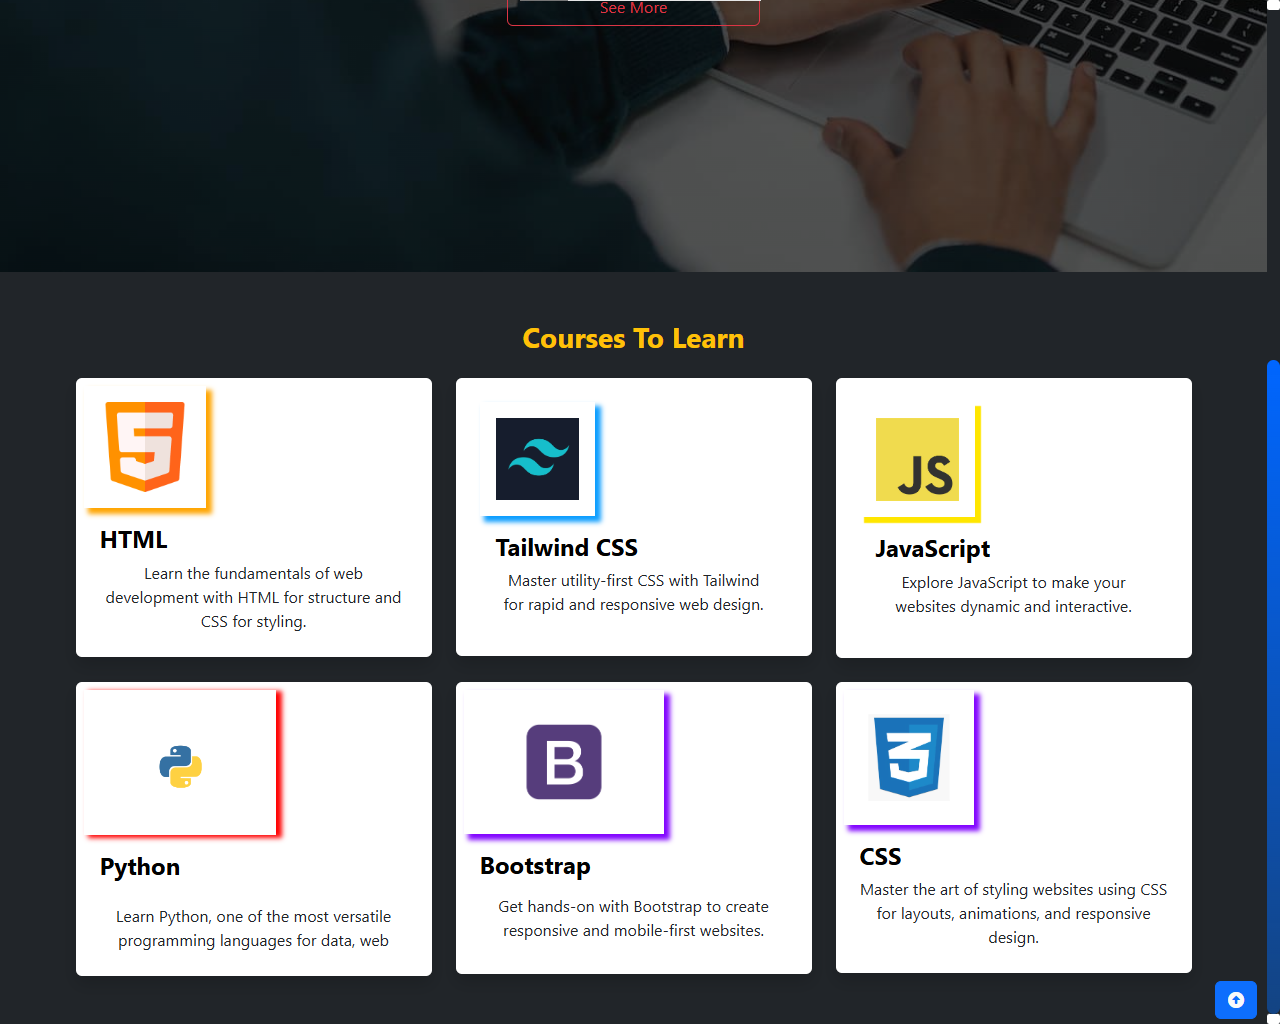 See More
Courses To Learn
HTML
Learn the fundamentals of web
development with HTML for structure and
CSS for styling.
Tailwind CSS
Master utility-first CSS with Tailwind
for rapid and responsive web design.
JS
JavaScript
Explore JavaScript to make your
websites dynamic and interactive.
Python
Learn Python, one of the most versatile
programming languages for data, web
B
Bootstrap
Get hands-on with Bootstrap to create
responsive and mobile-first websites.
3
CSS
Master the art of styling websites using CSS
for layouts, animations, and responsive
design.